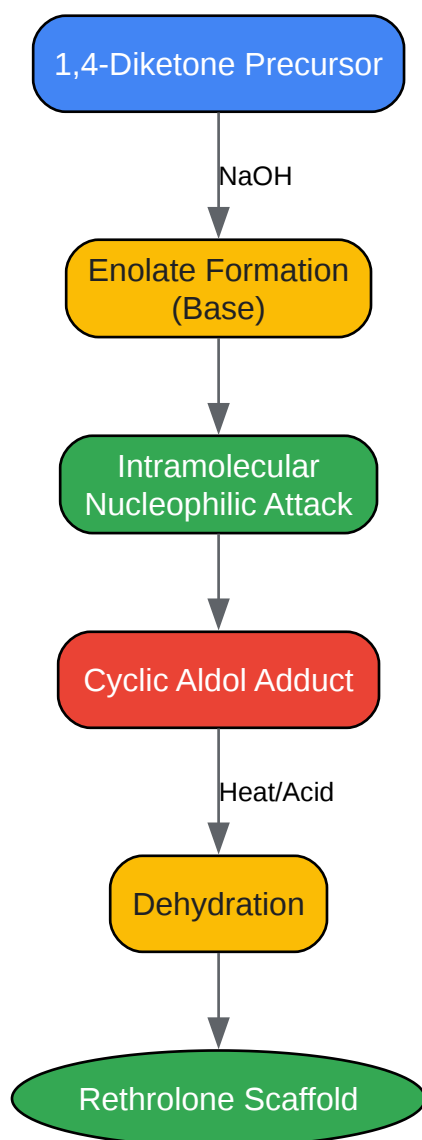 1,4-Diketone Precursor
NaOH
Enolate Formation
(Base)
Intramolecular
Nucleophilic Attack
Cyclic Aldol Adduct
Heat/Acid
Dehydration
Rethrolone Scaffold